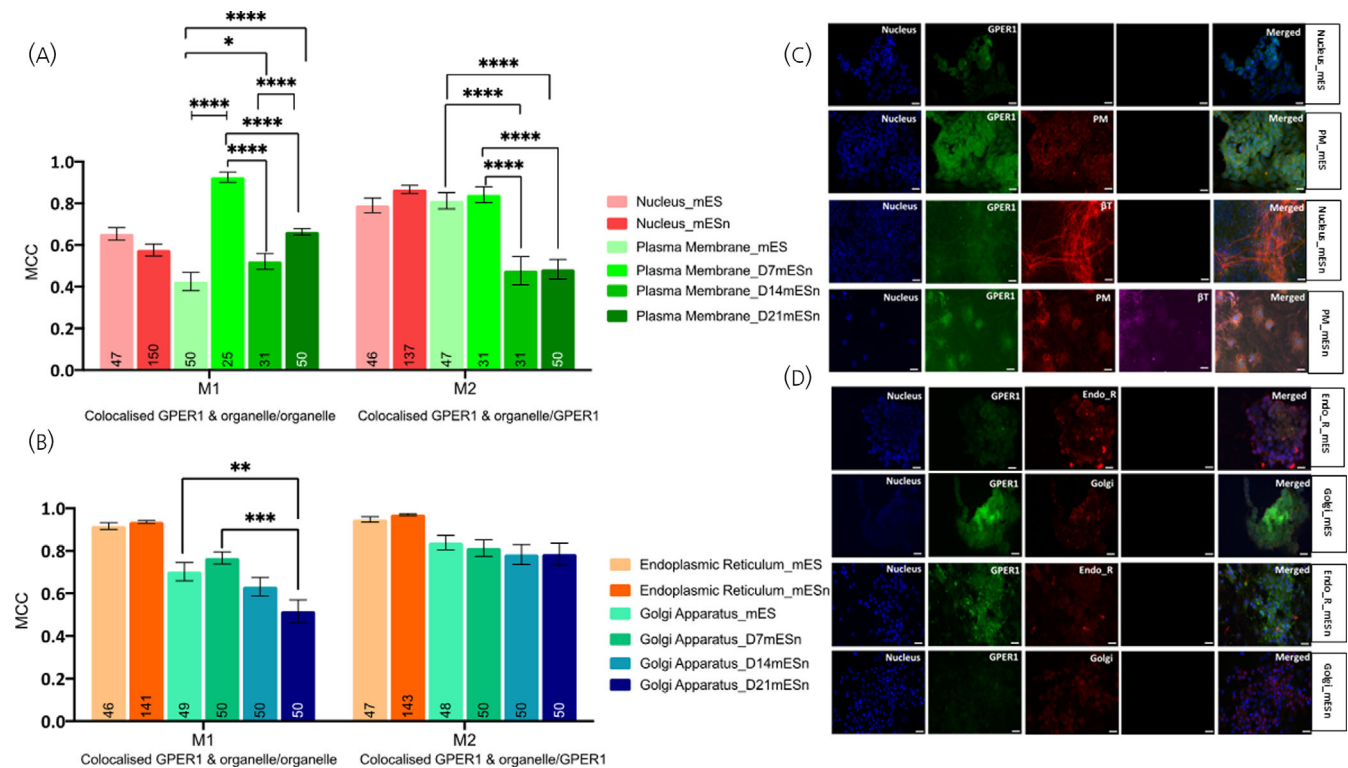 (A)
****
*
****
****
****
****
****
****
****
****
MCC
1.0
0.8
0.6
0.4
0.2
0.0
47
150
50
25
31
50
46
137
47
31
31
50
M1
M2
Colocalised GPER1 & organelle/organelle
Colocalised GPER1 & organelle/GPER1
Nucleus_mES
Nucleus_mESn
Plasma Membrane_mES
Plasma Membrane_D7mESn
Plasma Membrane_D14mESn
Plasma Membrane_D21mESn
(B)
**
***
MCC
1.0
0.8
0.6
0.4
0.2
0.0
46
141
49
50
50
50
47
143
48
50
50
50
M1
M2
Colocalised GPER1 & organelle/organelle
Colocalised GPER1 & organelle/GPER1
Endoplasmic Reticulum_mES
Endoplasmic Reticulum_mESn
Golgi Apparatus_mES
Golgi Apparatus_D7mESn
Golgi Apparatus_D14mESn
Golgi Apparatus_D21mESn
(C)
Nucleus GPER1 Merged
Nucleus_mES
Nucleus GPER1 PM Merged
PM_mES
Nucleus GPER1 βT Merged
Nucleus_mESn
Nucleus GPER1 PM βT Merged
PM_mESn
(D)
Nucleus GPER1 Endo_R Merged
Endo_R_mES
Nucleus GPER1 Golgi Merged
Golgi_mES
Nucleus GPER1 Endo_R Merged
Endo_R_mESn
Nucleus GPER1 Golgi Merged
Golgi_mESn